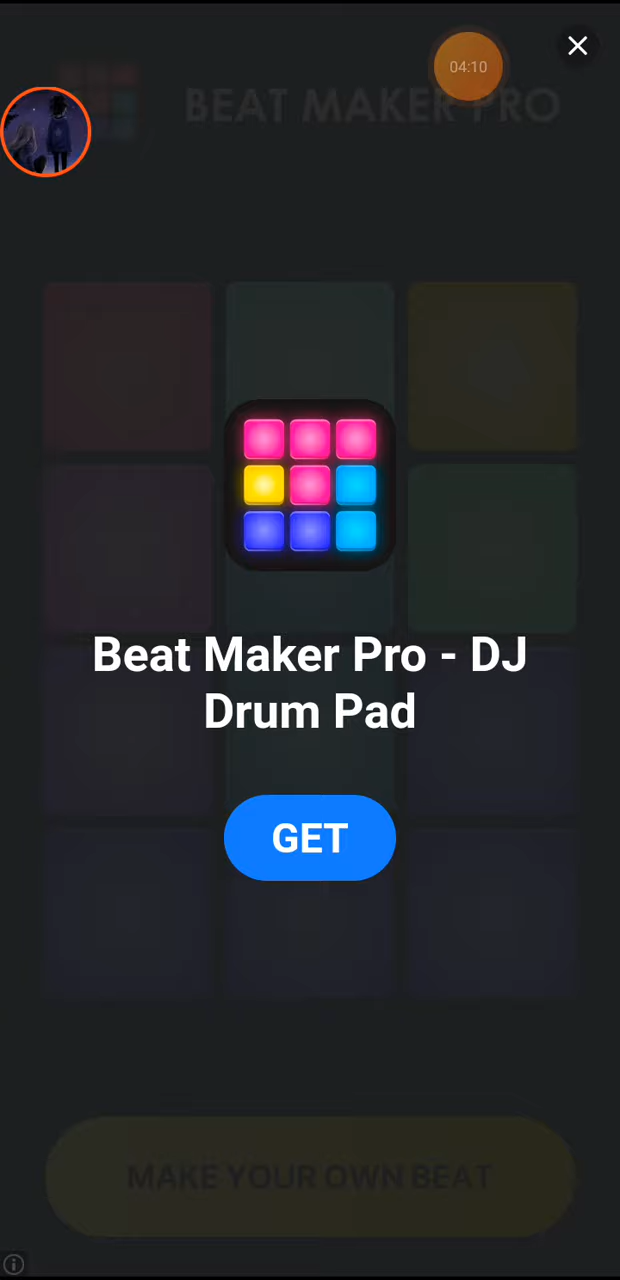 04:10
BEAT MAKER PRO
Beat Maker Pro - DJ
Drum Pad
GET
MAKE YOUR OWN BEAT